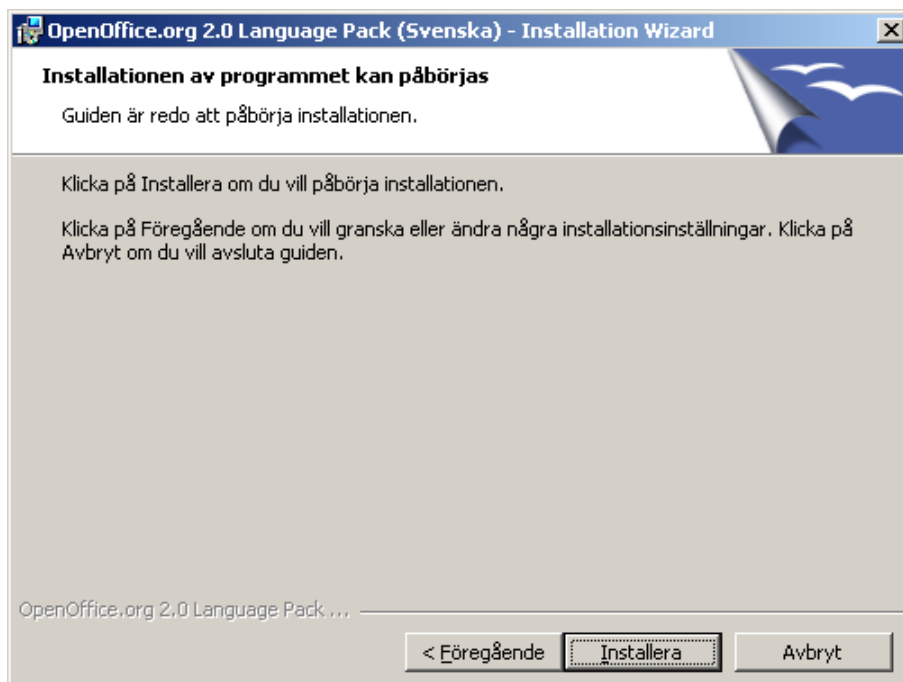 OpenOffice.org 2.0 Language Pack (Svenska) - Installation Wizard
Installationen av programmet kan påbörjas
Guiden är redo att påbörja installationen.
Klicka på Installera om du vill påbörja installationen.
Klicka på Föregående om du vill granska eller ändra några installationsinställningar. Klicka på
Avbryt om du vill avsluta guiden.
OpenOffice.org 2.0 Language Pack ...
< Föregående Installera Avbryt